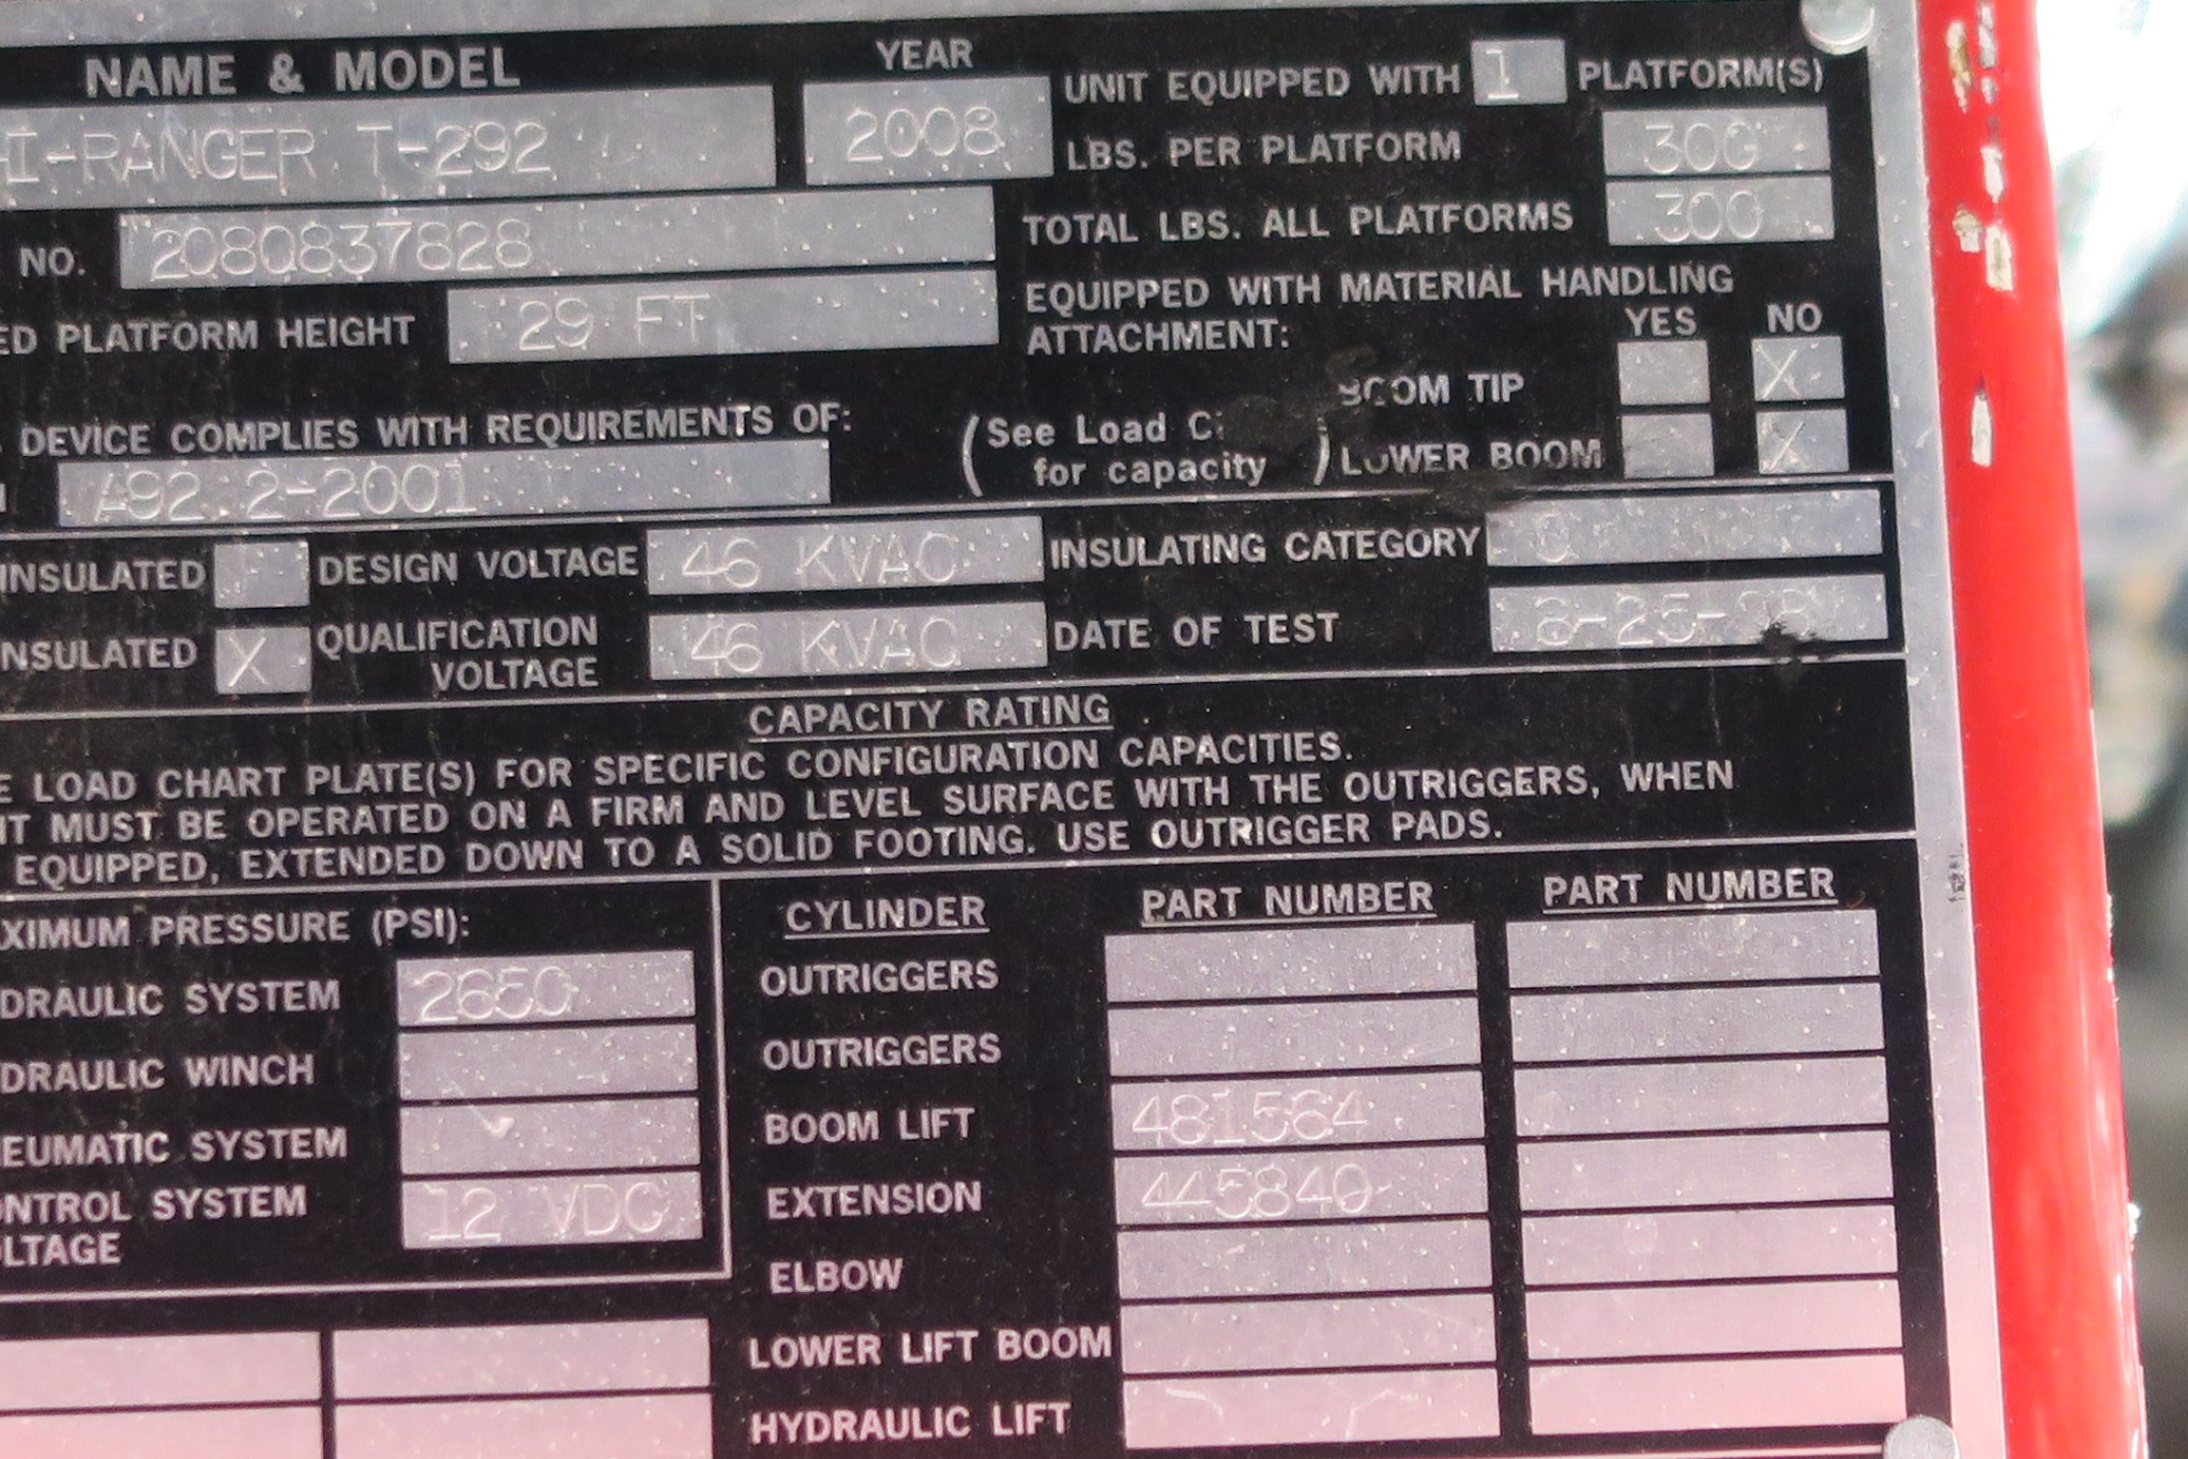 NAME & MODEL
YEAR
UNIT EQUIPPED WITH 1 PLATFORM(S)
HI-RANGER T-292
2008
LBS. PER PLATFORM 300
NO. 2080837828
TOTAL LBS. ALL PLATFORMS 300
ED PLATFORM HEIGHT 29 FT
EQUIPPED WITH MATERIAL HANDLING
ATTACHMENT:
YES NO
BOOM TIP X
DEVICE COMPLIES WITH REQUIREMENTS OF:
(See Load
for capacity)
LOWER BOOM X
A92.2-2001
INSULATED DESIGN VOLTAGE 46 KVAC INSULATING CATEGORY C
NSULATED X QUALIFICATION
VOLTAGE 46 KVAC DATE OF TEST
CAPACITY RATING
E LOAD CHART PLATE(S) FOR SPECIFIC CONFIGURATION CAPACITIES.
IT MUST BE OPERATED ON A FIRM AND LEVEL SURFACE WITH THE OUTRIGGERS, WHEN
EQUIPPED, EXTENDED DOWN TO A SOLID FOOTING. USE OUTRIGGER PADS.
XIMUM PRESSURE (PSI):
DRAULIC SYSTEM 2650
DRAULIC WINCH
EUMATIC SYSTEM
ONTROL SYSTEM 12 VDC
OLTAGE
CYLINDER PART NUMBER PART NUMBER
OUTRIGGERS
OUTRIGGERS
BOOM LIFT 481564
EXTENSION 445840
ELBOW
LOWER LIFT BOOM
HYDRAULIC LIFT